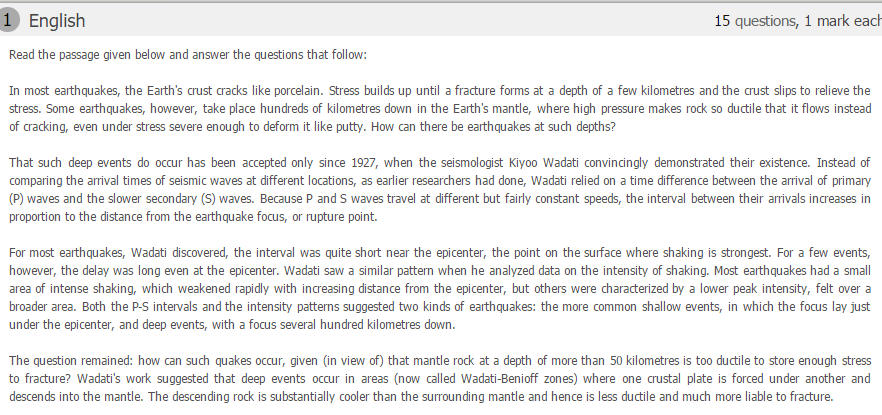 1 English 15 questions, 1 mark each
Read the passage given below and answer the questions that follow:
In most earthquakes, the Earth's crust cracks like porcelain. Stress builds up until a fracture forms at a depth of a few kilometres and the crust slips to relieve the
stress. Some earthquakes, however, take place hundreds of kilometres down in the Earth's mantle, where high pressure makes rock so ductile that it flows instead
of cracking, even under stress severe enough to deform it like putty. How can there be earthquakes at such depths?
That such deep events do occur has been accepted only since 1927, when the seismologist Kiyoo Wadati convincingly demonstrated their existence. Instead of
comparing the arrival times of seismic waves at different locations, as earlier researchers had done, Wadati relied on a time difference between the arrival of primary
(P) waves and the slower secondary (S) waves. Because P and S waves travel at different but fairly constant speeds, the interval between their arrivals increases in
proportion to the distance from the earthquake focus, or rupture point.
For most earthquakes, Wadati discovered, the interval was quite short near the epicenter, the point on the surface where shaking is strongest. For a few events,
however, the delay was long even at the epicenter. Wadati saw a similar pattern when he analyzed data on the intensity of shaking. Most earthquakes had a small
area of intense shaking, which weakened rapidly with increasing distance from the epicenter, but others were characterized by a lower peak intensity, felt over a
broader area. Both the P-S intervals and the intensity patterns suggested two kinds of earthquakes: the more common shallow events, in which the focus lay just
under the epicenter, and deep events, with a focus several hundred kilometres down.
The question remained: how can such quakes occur, given (in view of) that mantle rock at a depth of more than 50 kilometres is too ductile to store enough stress
to fracture? Wadati's work suggested that deep events occur in areas (now called Wadati-Benioff zones) where one crustal plate is forced under another and
descends into the mantle. The descending rock is substantially cooler than the surrounding mantle and hence is less ductile and much more liable to fracture.